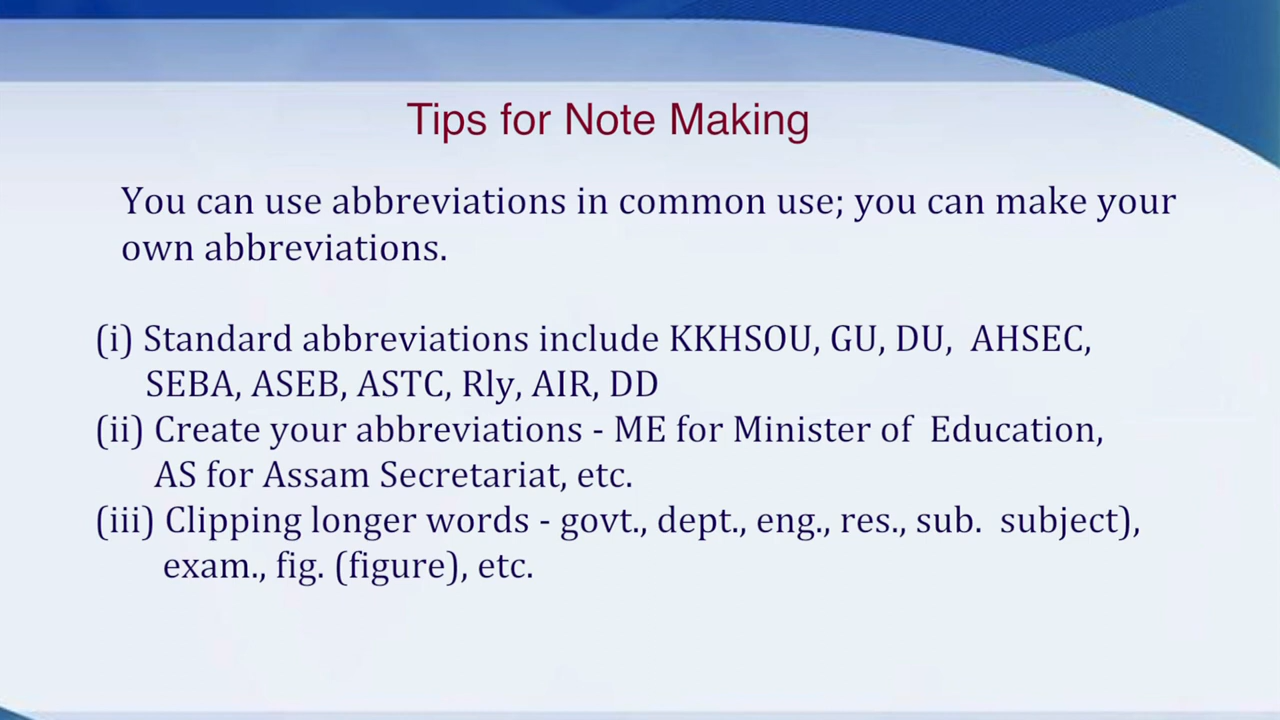 Tips for Note Making
You can use abbreviations in common use; you can make your
own abbreviations.
(i) Standard abbreviations include KKHSOU, GU, DU, AHSEC,
SEBA, ASEB, ASTC, Rly, AIR, DD
(ii) Create your abbreviations - ME for Minister of Education,
AS for Assam Secretariat, etc.
(iii) Clipping longer words - govt., dept., eng., res., sub. subject),
exam., fig. (figure), etc.